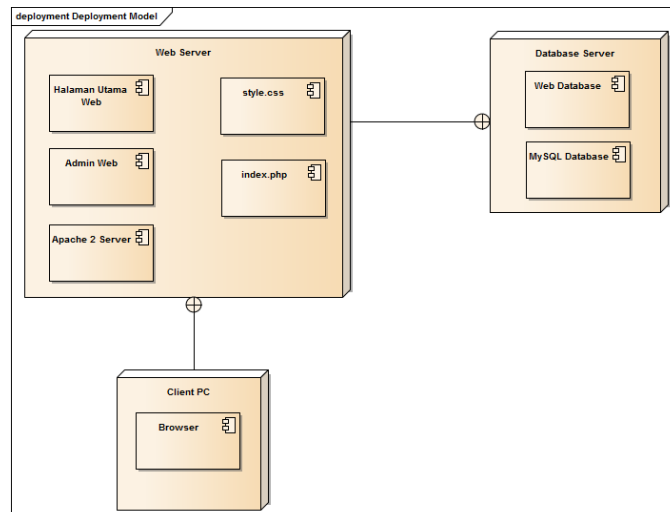 deployment Deployment Model
Web Server
Halaman Utama
Web
style.css
Admin Web
index.php
Apache 2 Server
Database Server
Web Database
MySQL Database
Client PC
Browser